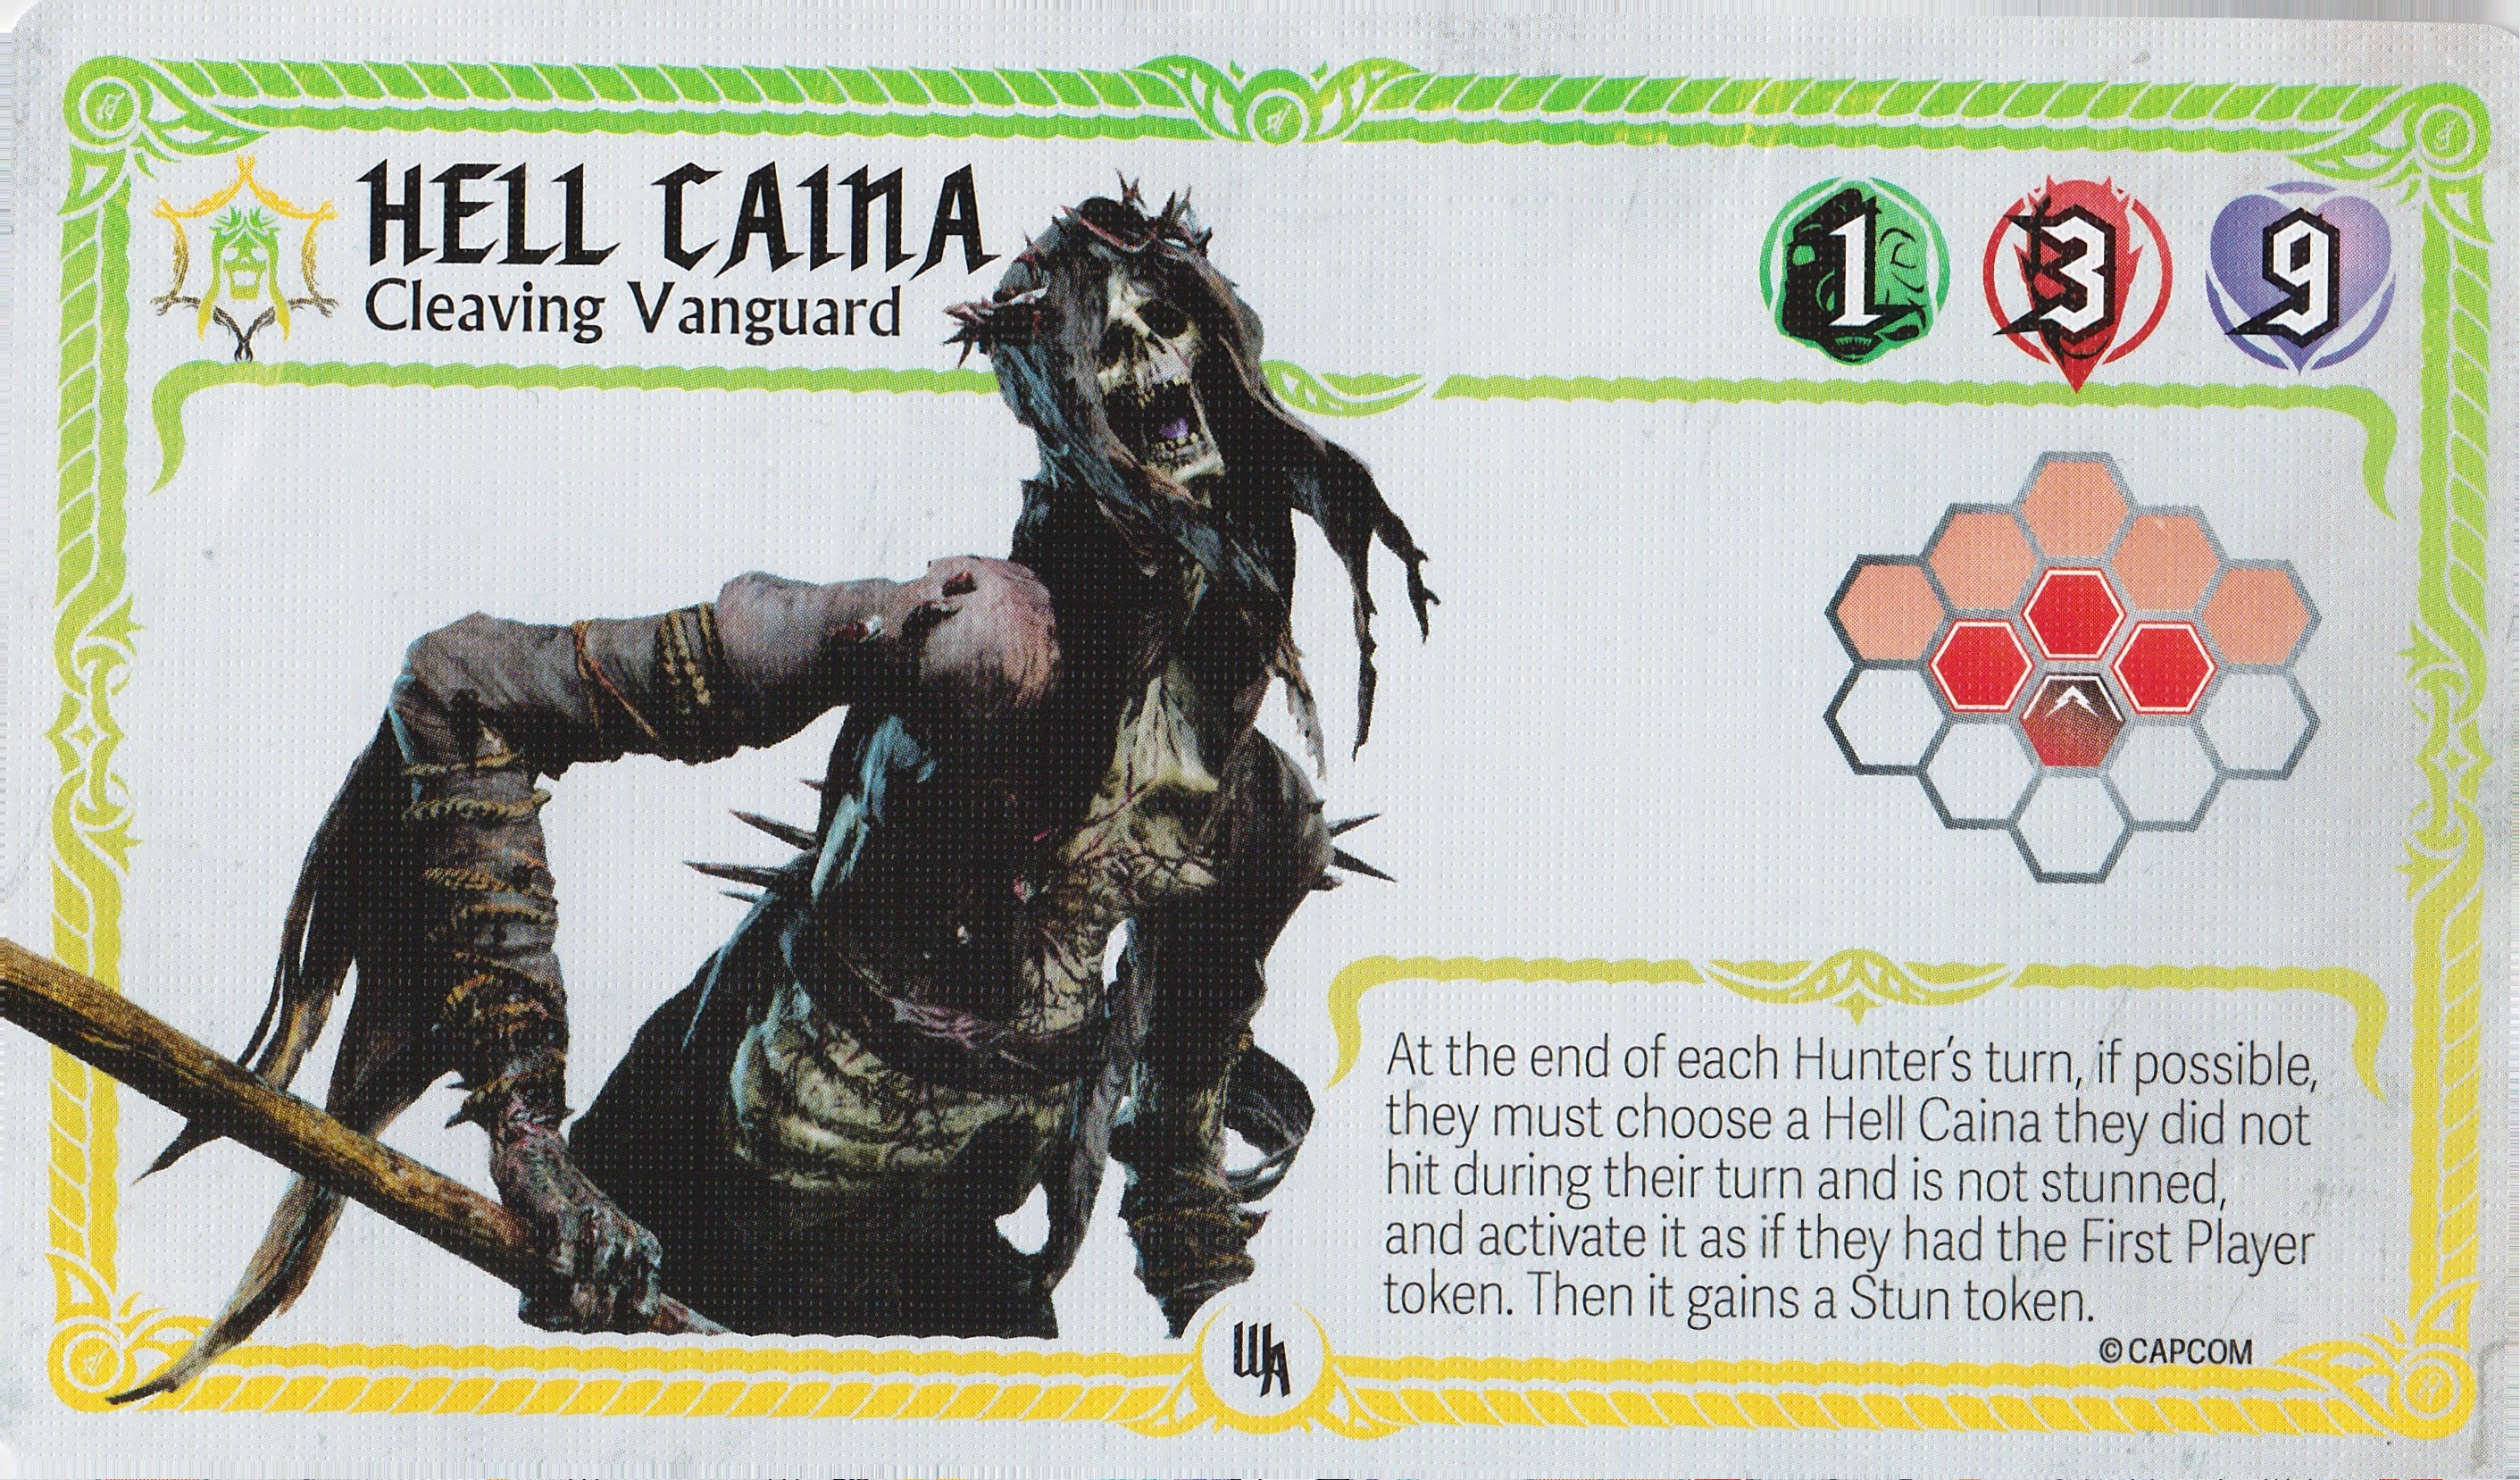 HELL CAINA
Cleaving Vanguard
1 3 9
At the end of each Hunter's turn, if possible,
they must choose a Hell Caina they did not
hit during their turn and is not stunned,
and activate it as if they had the First Player
token. Then it gains a Stun token.
© CAPCOM
WA